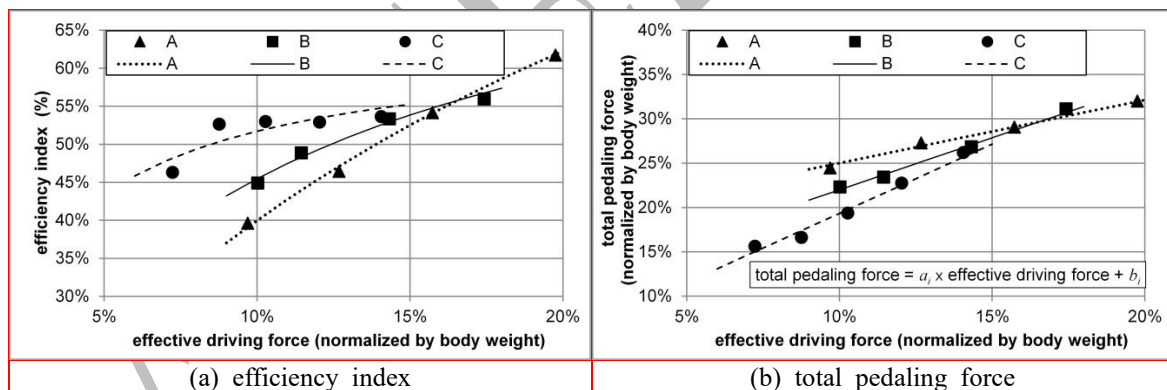 65%
60%
55%
50%
45%
40%
35%
30%
5% 10% 15% 20%
efficiency index (%)
effective driving force (normalized by body weight)
A B C
A B C
(a) efficiency index
40%
35%
30%
25%
20%
15%
10%
5% 10% 15% 20%
total pedaling force
(normalized by body weight)
effective driving force (normalized by body weight)
A B C
A B C
total pedaling force = aᵢ x effective driving force + bᵢ
(b) total pedaling force